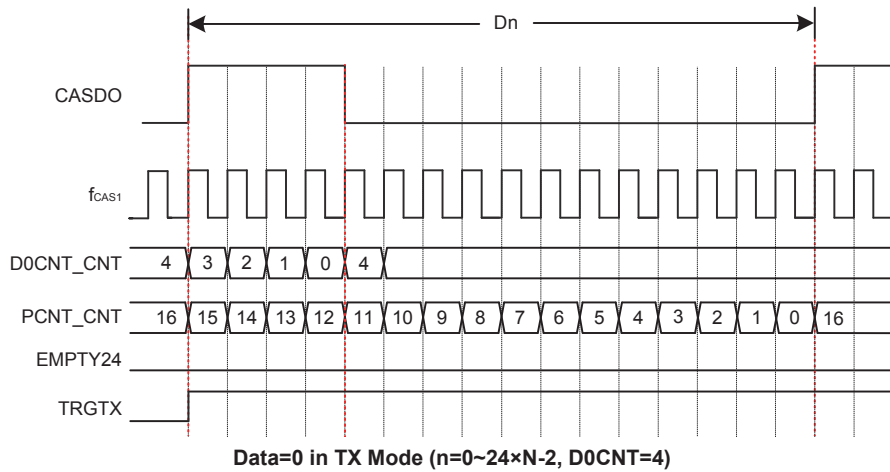 Dn
CASDO
fCAS1
D0CNT_CNT 4 3 2 1 0 4
PCNT_CNT 16 15 14 13 12 11 10 9 8 7 6 5 4 3 2 1 0 16
EMPTY24
TRGTX
Data=0 in TX Mode (n=0~24×N-2, D0CNT=4)